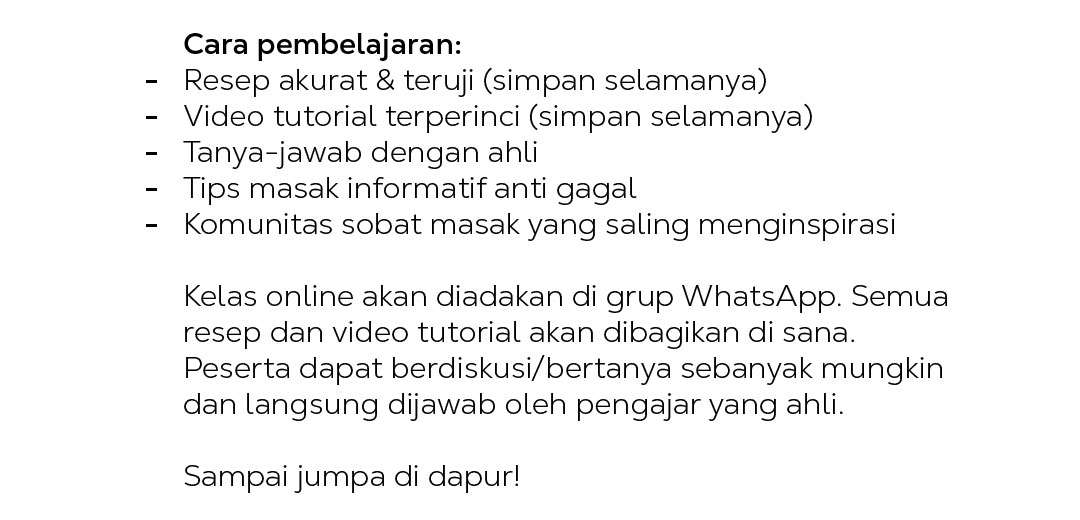 Cara pembelajaran:
- Resep akurat & teruji (simpan selamanya)
- Video tutorial terperinci (simpan selamanya)
- Tanya-jawab dengan ahli
- Tips masak informatif anti gagal
- Komunitas sobat masak yang saling menginspirasi
Kelas online akan diadakan di grup WhatsApp. Semua
resep dan video tutorial akan dibagikan di sana.
Peserta dapat berdiskusi/bertanya sebanyak mungkin
dan langsung dijawab oleh pengajar yang ahli.
Sampai jumpa di dapur!